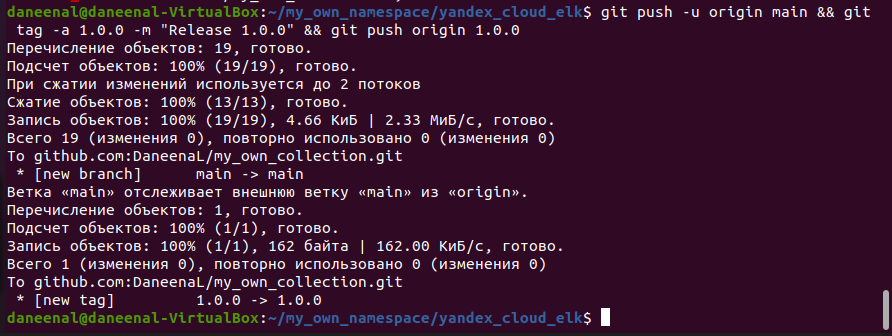 daneenal@daneenal-VirtualBox:~/my_own_namespace/yandex_cloud_elk$ git push -u origin main && git
 tag -a 1.0.0 -m "Release 1.0.0" && git push origin 1.0.0
Перечисление объектов: 19, готово.
Подсчет объектов: 100% (19/19), готово.
При сжатии изменений используется до 2 потоков
Сжатие объектов: 100% (13/13), готово.
Запись объектов: 100% (19/19), 4.66 КиБ | 2.33 МиБ/с, готово.
Всего 19 (изменения 0), повторно использовано 0 (изменения 0)
To github.com:DaneenaL/my_own_collection.git
 * [new branch]      main -> main
Ветка «main» отслеживает внешнюю ветку «main» из «origin».
Перечисление объектов: 1, готово.
Подсчет объектов: 100% (1/1), готово.
Запись объектов: 100% (1/1), 162 байта | 162.00 КиБ/с, готово.
Всего 1 (изменения 0), повторно использовано 0 (изменения 0)
To github.com:DaneenaL/my_own_collection.git
 * [new tag]         1.0.0 -> 1.0.0
daneenal@daneenal-VirtualBox:~/my_own_namespace/yandex_cloud_elk$